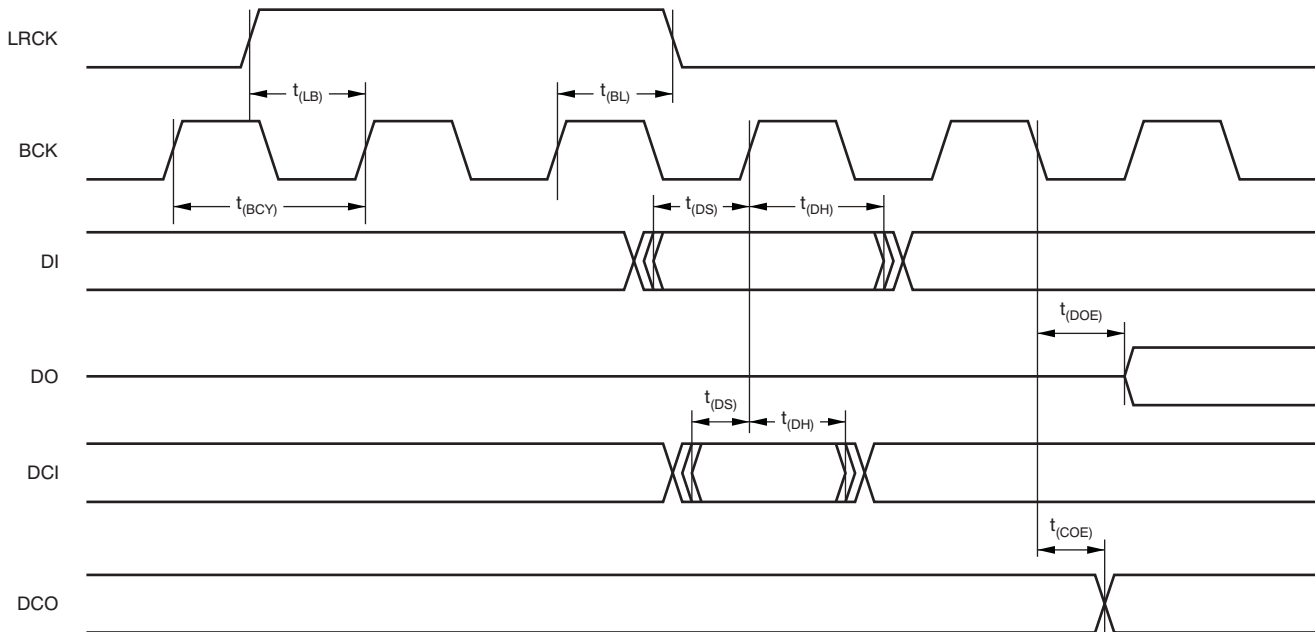 LRCK
t(LB)
t(BL)
BCK
t(BCY)
t(DS)
t(DH)
DI
t(DOE)
DO
t(DS)
t(DH)
DCI
t(COE)
DCO